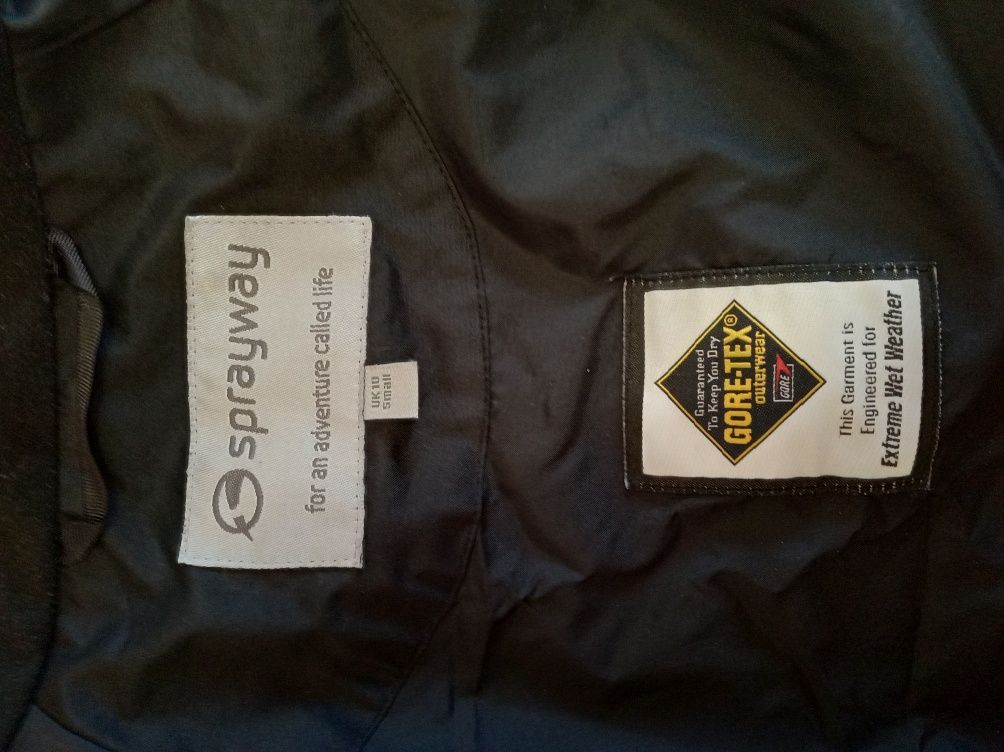 sprayway
for an adventure called life
UK10
Small
Guaranteed
To Keep You Dry
GORE-TEX®
outerwear
GORE
This Garment is
Engineered for
Extreme Wet Weather